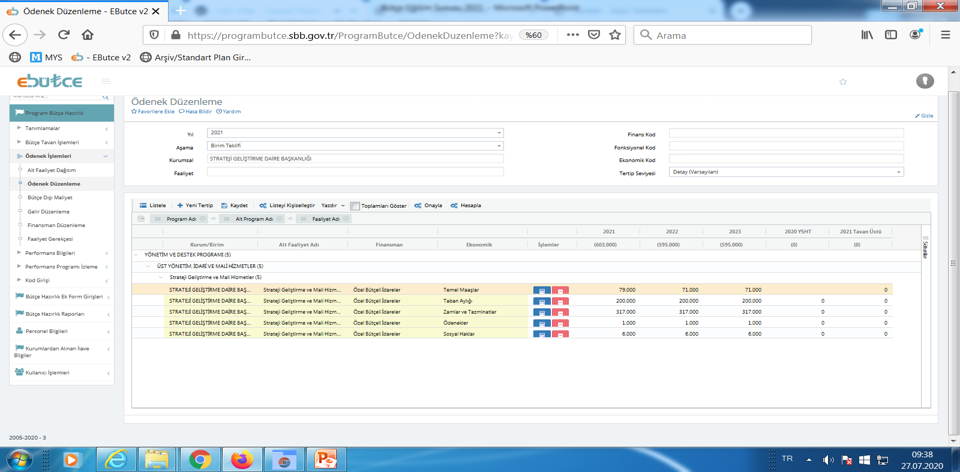 Bütçe Eğitim Sunusu 2021 - Microsoft PowerPoint
Ödenek Düzenleme - EButce v2
https://programbutce.sbb.gov.tr/ProgramButce/OdenekDuzenleme?kay
%60
Arama
MYS
- EButce v2
Arşiv/Standart Plan Gir...
ebütçe
Program Bütçe Hazırlık
Tanımlamalar
Bütçe Tavan İşlemleri
Ödenek İşlemleri
Alt Faaliyet Dağıtım
Ödenek Düzenleme
Bütçe Dışı Maliyet
Gelir Düzenleme
Finansman Düzenleme
Faaliyet Gerekçesi
Performans Bilgileri
Performans Programı İzleme
Kod Girişi
Bütçe Hazırlık Ek Form Girişleri
Bütçe Hazırlık Raporları
Personel Bilgileri
Kurumlardan Alınan İlave Bilgiler
Kullanıcı İşlemleri
2005-2020 - 3
Ödenek Düzenleme
Favorilere Ekle Hata Bildir Yardım
Gizle
Yıl 2021 Finans Kod
Aşama Birim Teklifi Fonksiyonel Kod
Kurumsal STRATEJİ GELİŞTİRME DAİRE BAŞKANLIĞI Ekonomik Kod
Faaliyet Tertip Seviyesi Detay (Varsayılan)
Listele Yeni Tertip Kaydet Listeyi Kişiselleştir Yazdır Toplamları Göster Onayla Hesapla
Program Adı Alt Program Adı Faaliyet Adı
2021 2022 2023 2020 YSHT 2021 Tavan Üstü
Kurum/Birim Alt Faaliyet Adı Finansman Ekonomik İşlemler (603.000) (595.000) (595.000) (0) (0)
Sütunlar
YÖNETİM VE DESTEK PROGRAMI (5)
ÜST YÖNETİM, İDARİ VE MALİ HİZMETLER (5)
Strateji Geliştirme ve Mali Hizmetler (5)
STRATEJİ GELİŞTİRME DAİRE BAŞ... Strateji Geliştirme ve Mali Hizm... Özel Bütçeli İdareler Temel Maaşlar 79.000 71.000 71.000 0
STRATEJİ GELİŞTİRME DAİRE BAŞ... Strateji Geliştirme ve Mali Hizm... Özel Bütçeli İdareler Taban Aylığı 200.000 200.000 200.000 0 0
STRATEJİ GELİŞTİRME DAİRE BAŞ... Strateji Geliştirme ve Mali Hizm... Özel Bütçeli İdareler Zamlar ve Tazminatlar 317.000 317.000 317.000 0 0
STRATEJİ GELİŞTİRME DAİRE BAŞ... Strateji Geliştirme ve Mali Hizm... Özel Bütçeli İdareler Ödenekler 1.000 1.000 1.000 0 0
STRATEJİ GELİŞTİRME DAİRE BAŞ... Strateji Geliştirme ve Mali Hizm... Özel Bütçeli İdareler Sosyal Haklar 6.000 6.000 6.000 0 0
TR
09:38
27.07.2020